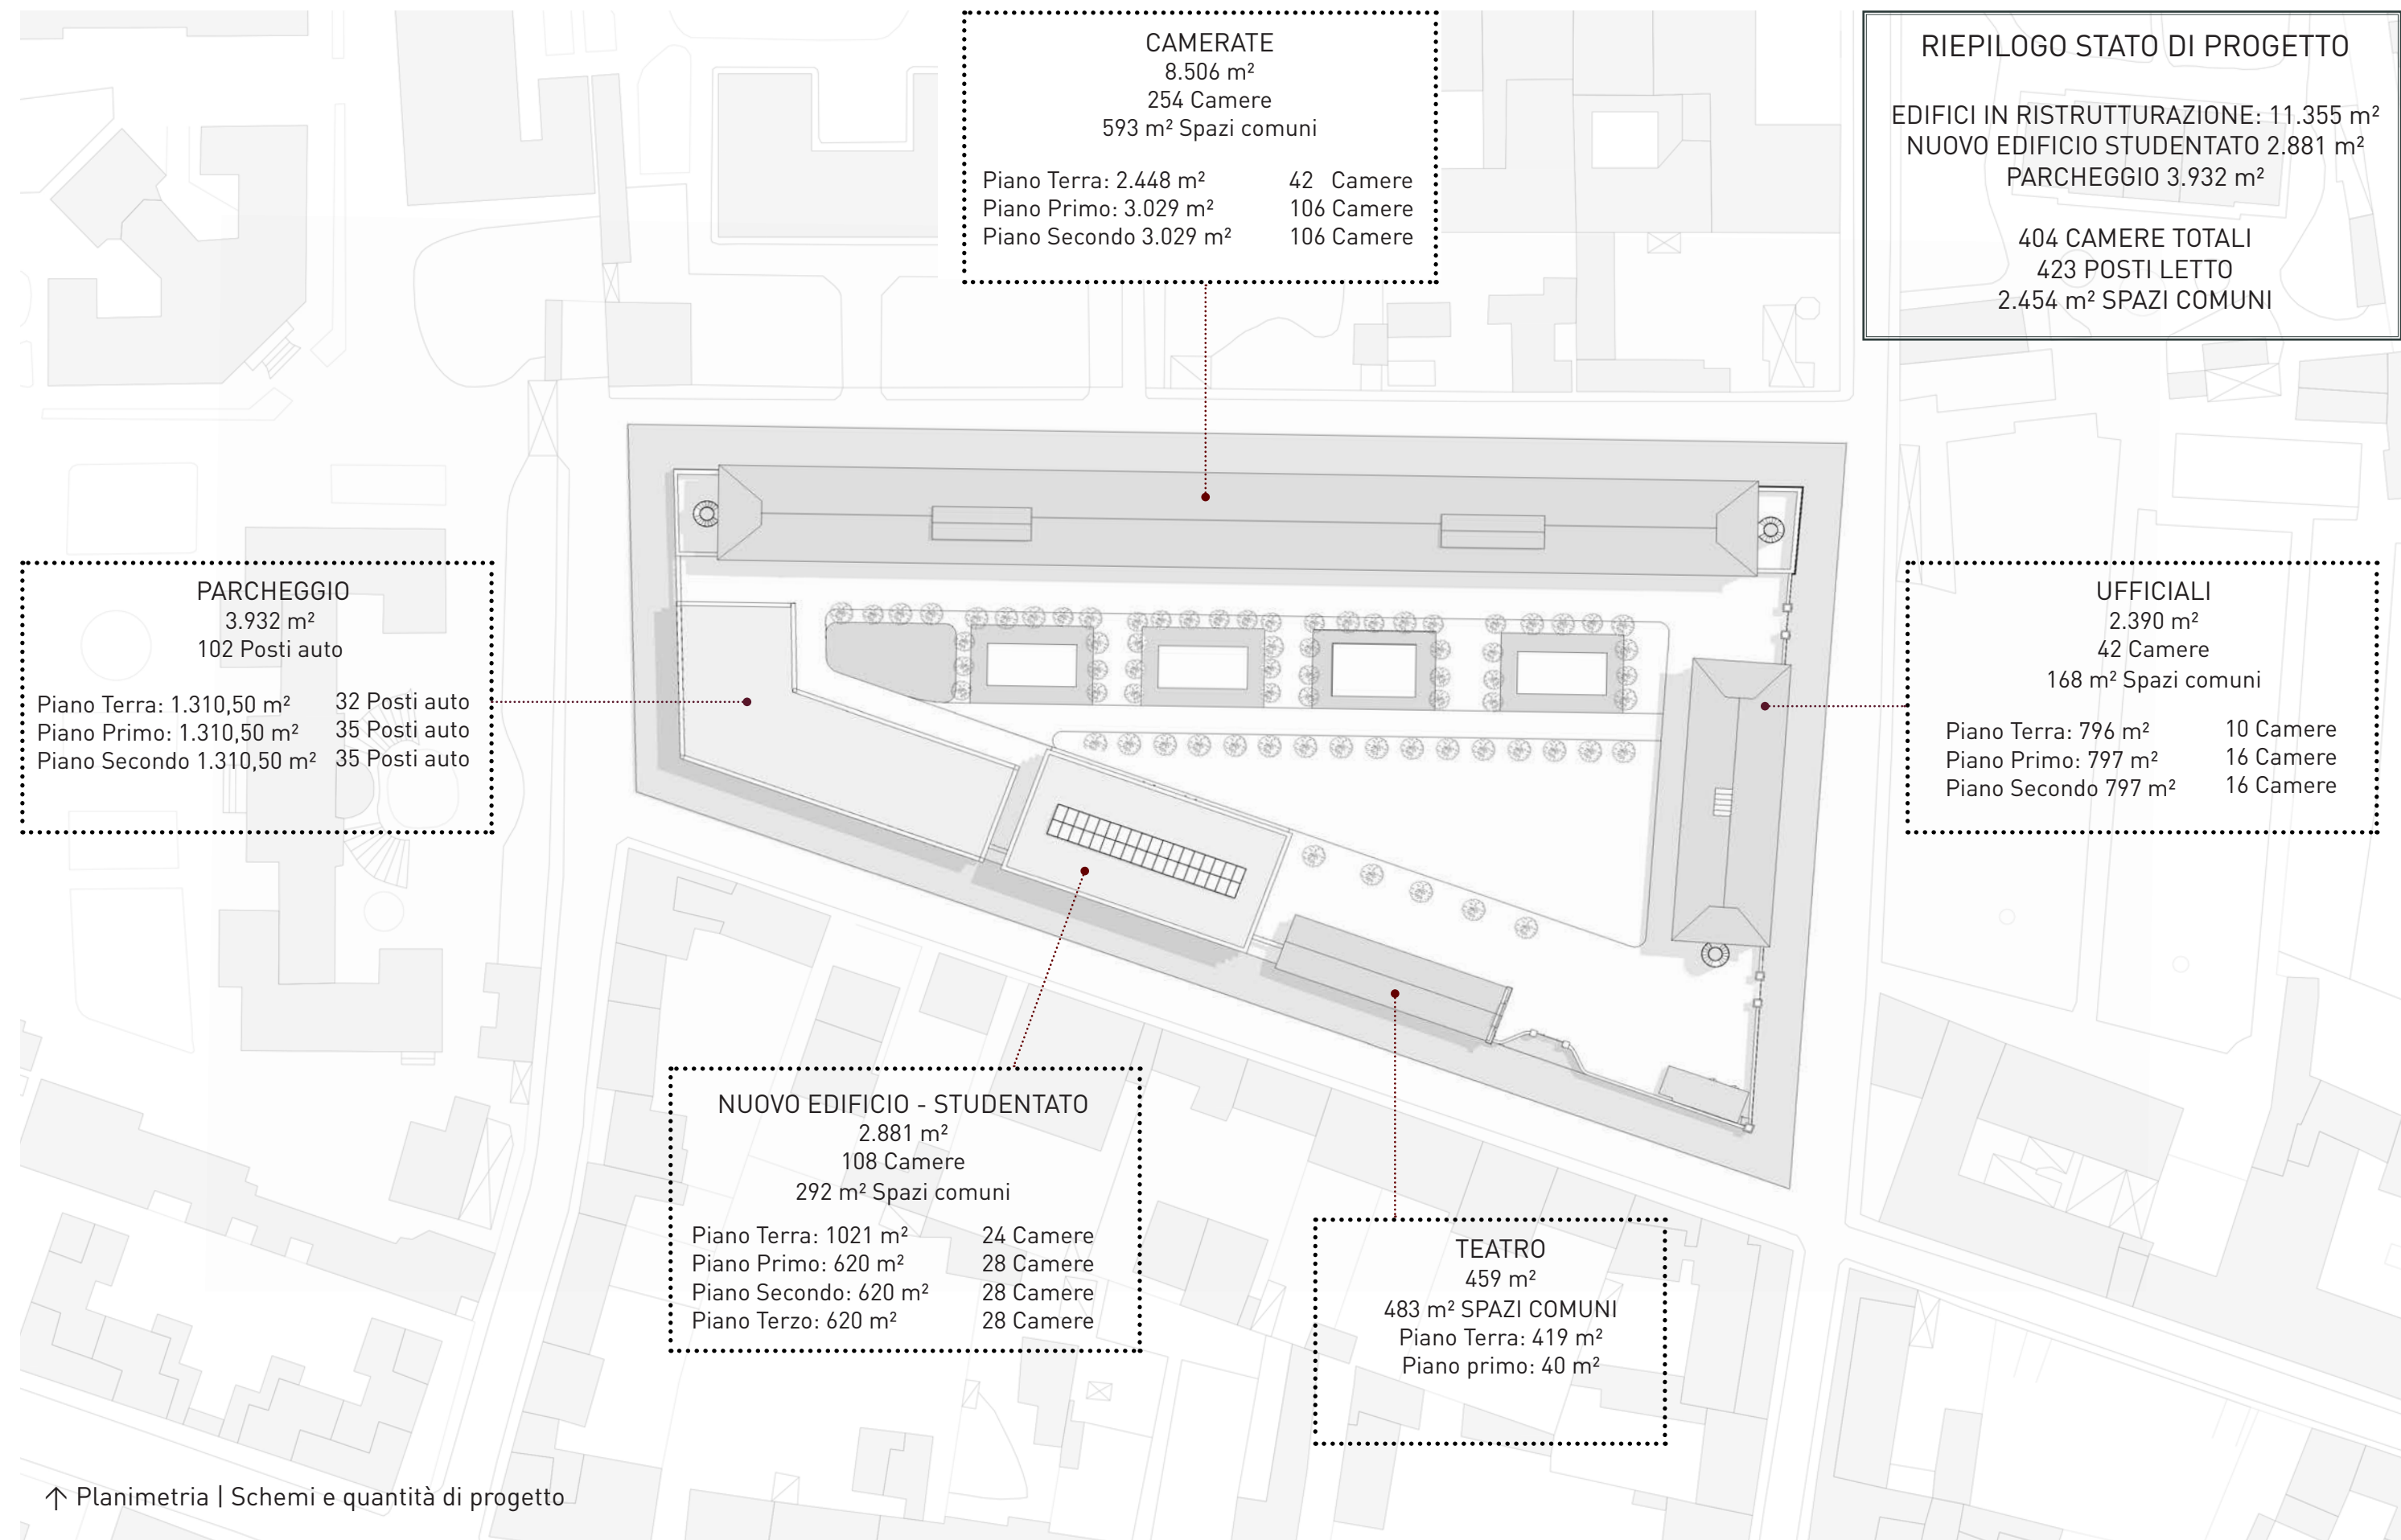 CAMERATE
8.506 m²
254 Camere
593 m² Spazi comuni
Piano Terra: 2.448 m² 42 Camere
Piano Primo: 3.029 m² 106 Camere
Piano Secondo 3.029 m² 106 Camere
RIEPILOGO STATO DI PROGETTO
EDIFICI IN RISTRUTTURAZIONE: 11.355 m²
NUOVO EDIFICIO STUDENTATO 2.881 m²
PARCHEGGIO 3.932 m²
404 CAMERE TOTALI
423 POSTI LETTO
2.454 m² SPAZI COMUNI
PARCHEGGIO
3.932 m²
102 Posti auto
Piano Terra: 1.310,50 m² 32 Posti auto
Piano Primo: 1.310,50 m² 35 Posti auto
Piano Secondo 1.310,50 m² 35 Posti auto
UFFICIALI
2.390 m²
42 Camere
168 m² Spazi comuni
Piano Terra: 796 m² 10 Camere
Piano Primo: 797 m² 16 Camere
Piano Secondo 797 m² 16 Camere
NUOVO EDIFICIO - STUDENTATO
2.881 m²
108 Camere
292 m² Spazi comuni
Piano Terra: 1021 m² 24 Camere
Piano Primo: 620 m² 28 Camere
Piano Secondo: 620 m² 28 Camere
Piano Terzo: 620 m² 28 Camere
TEATRO
459 m²
483 m² SPAZI COMUNI
Piano Terra: 419 m²
Piano primo: 40 m²
↑ Planimetria | Schemi e quantità di progetto